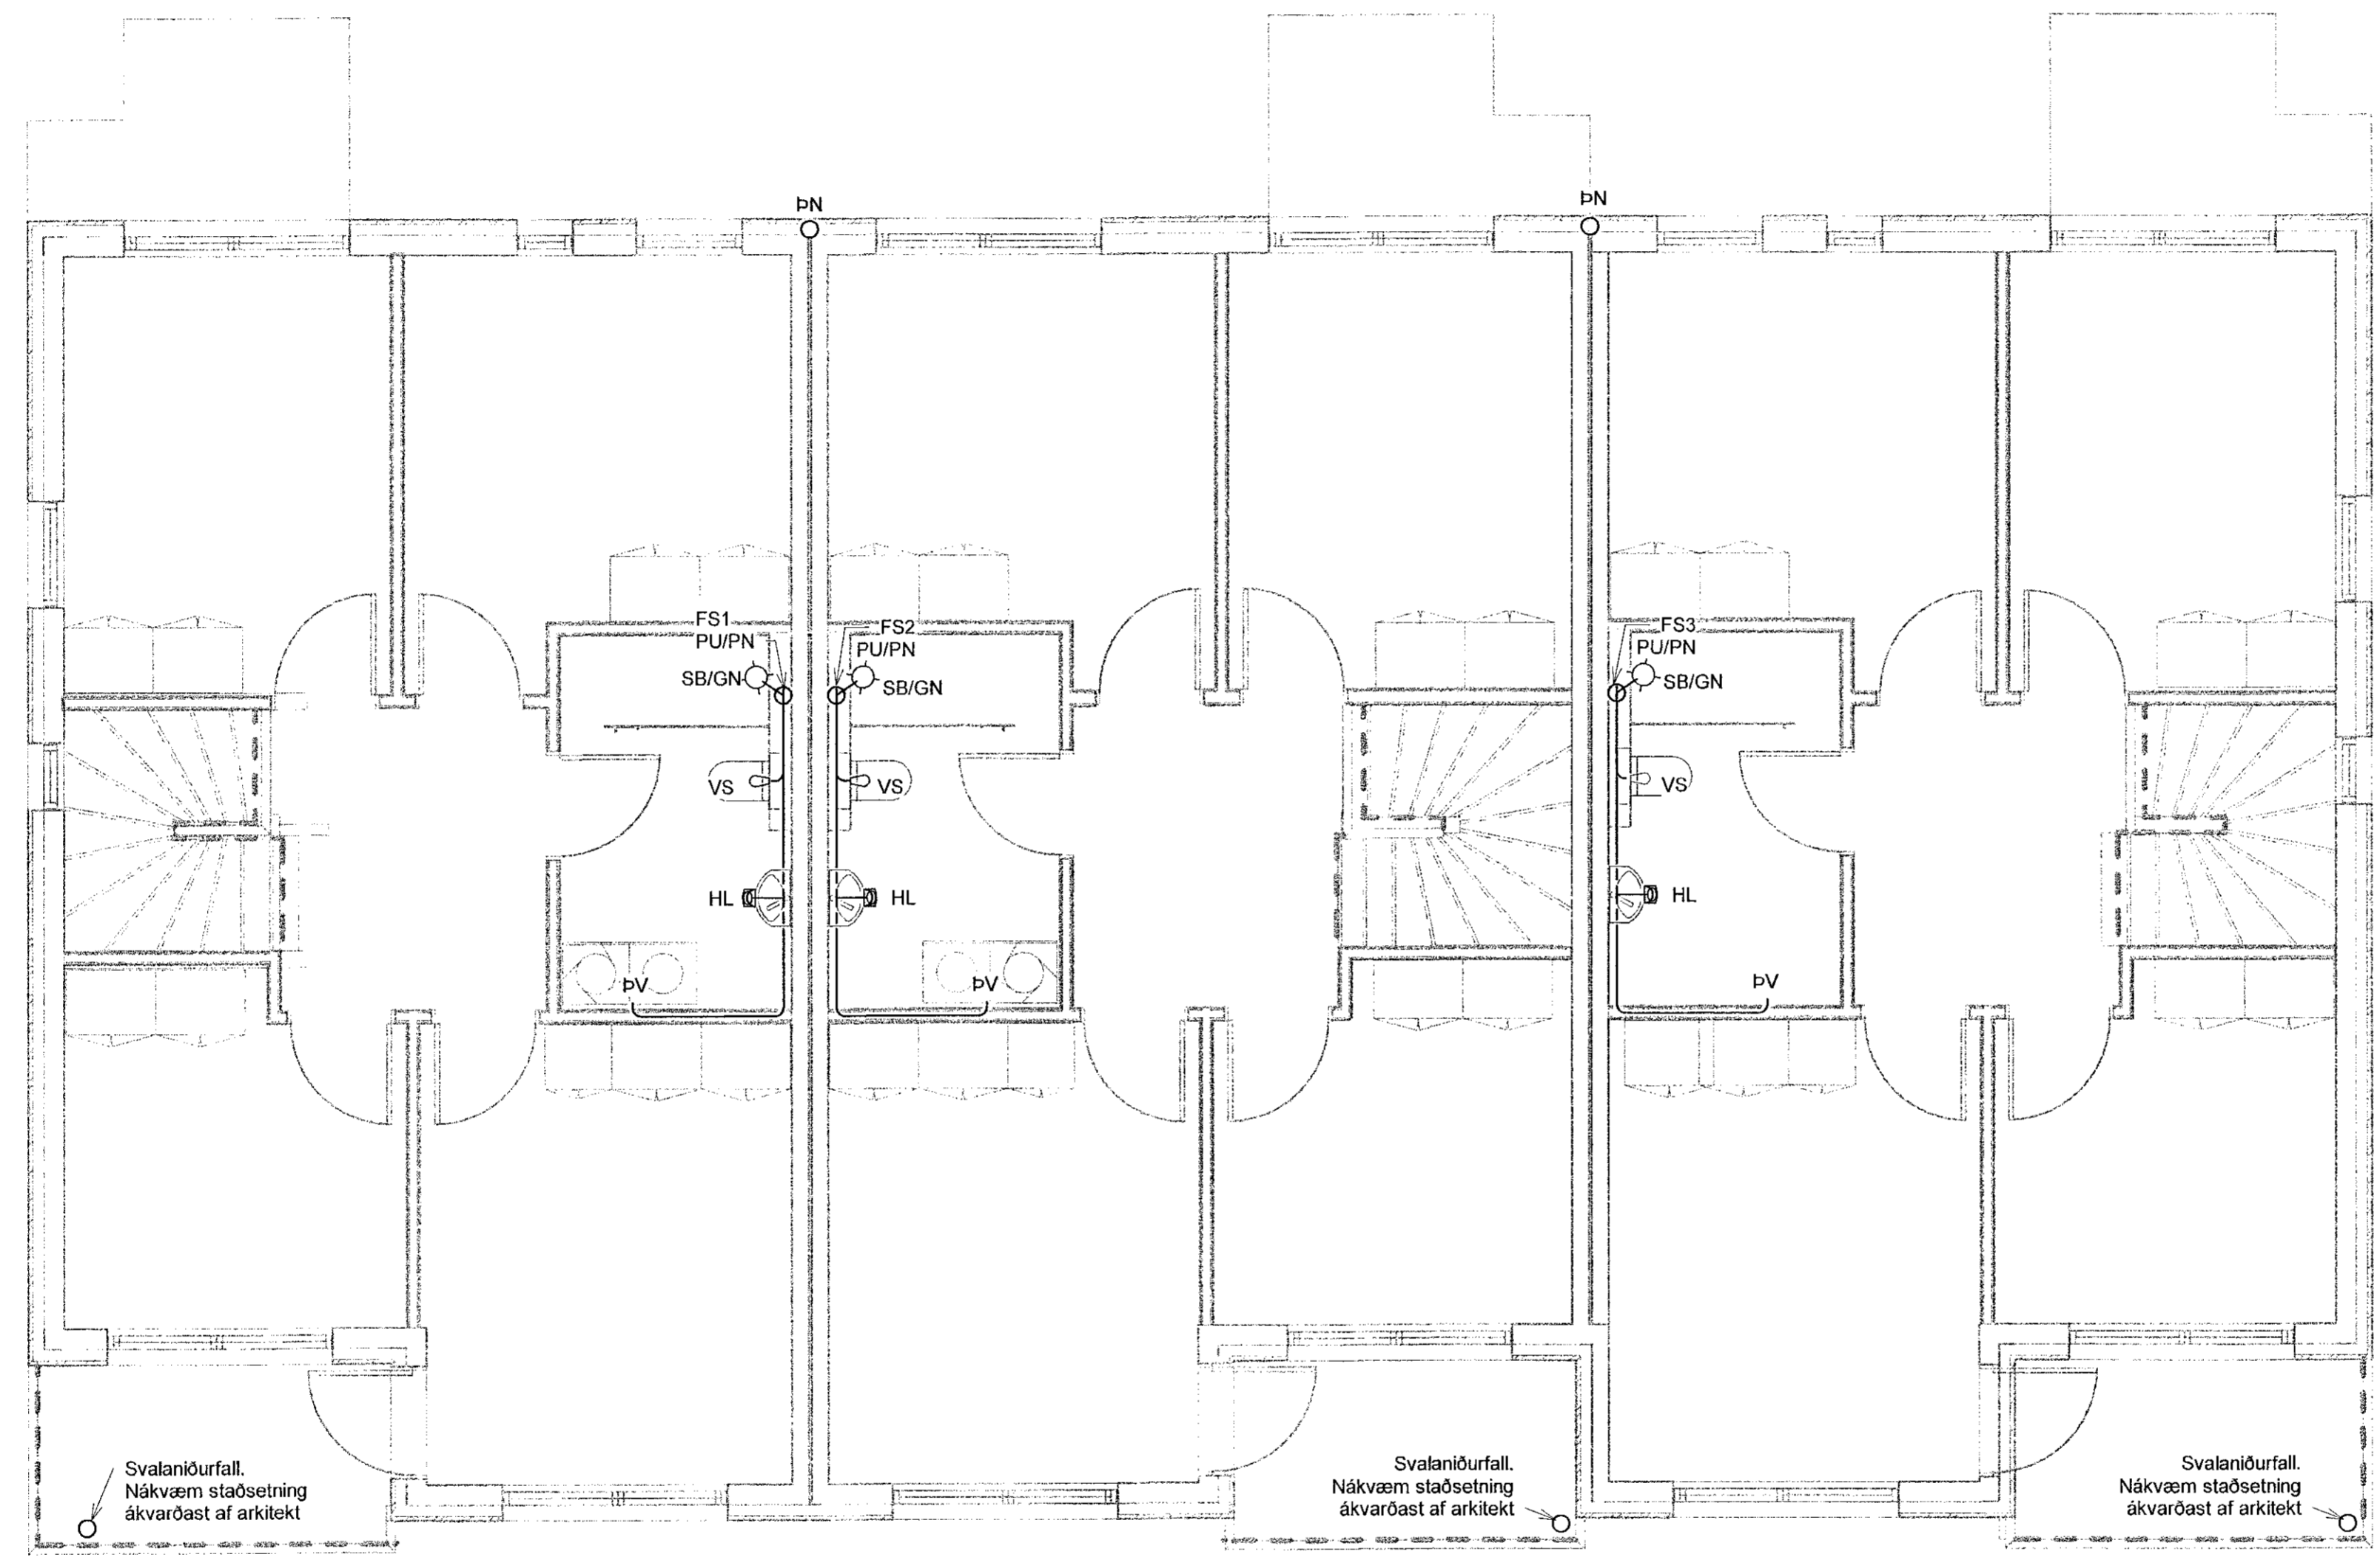 ÞN
ÞN
FS1
PU/PN
SB/GN
VS
HL
ÞV
FS2
PU/PN
SB/GN
VS
HL
ÞV
FS3
PU/PN
SB/GN
VS
HL
ÞV
Svalaniðurfall.
Nákvæm staðsetning
ákvarðast af arkitekt
Svalaniðurfall.
Nákvæm staðsetning
ákvarðast af arkitekt
Svalaniðurfall.
Nákvæm staðsetning
ákvarðast af arkitekt